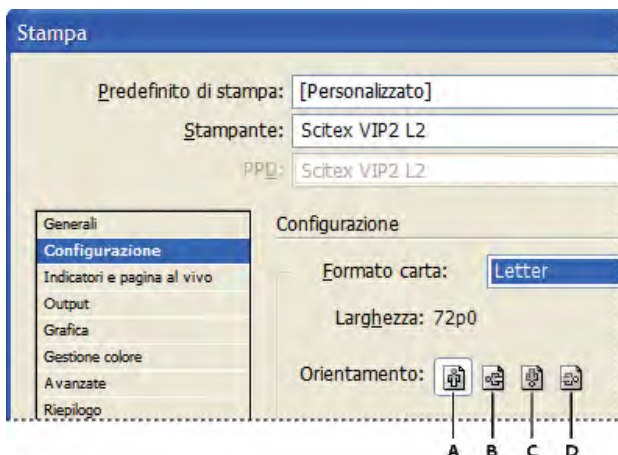 Stampa
Predefinito di stampa: [Personalizzato]
Stampante: Scitex VIP2 L2
PPD: Scitex VIP2 L2
Generali
Configurazione
Indicatori e pagina al vivo
Output
Grafica
Gestione colore
Avanzate
Riepilogo
Configurazione
Formato carta: Letter
Larghezza: 72p0
Orientamento:
A B C D